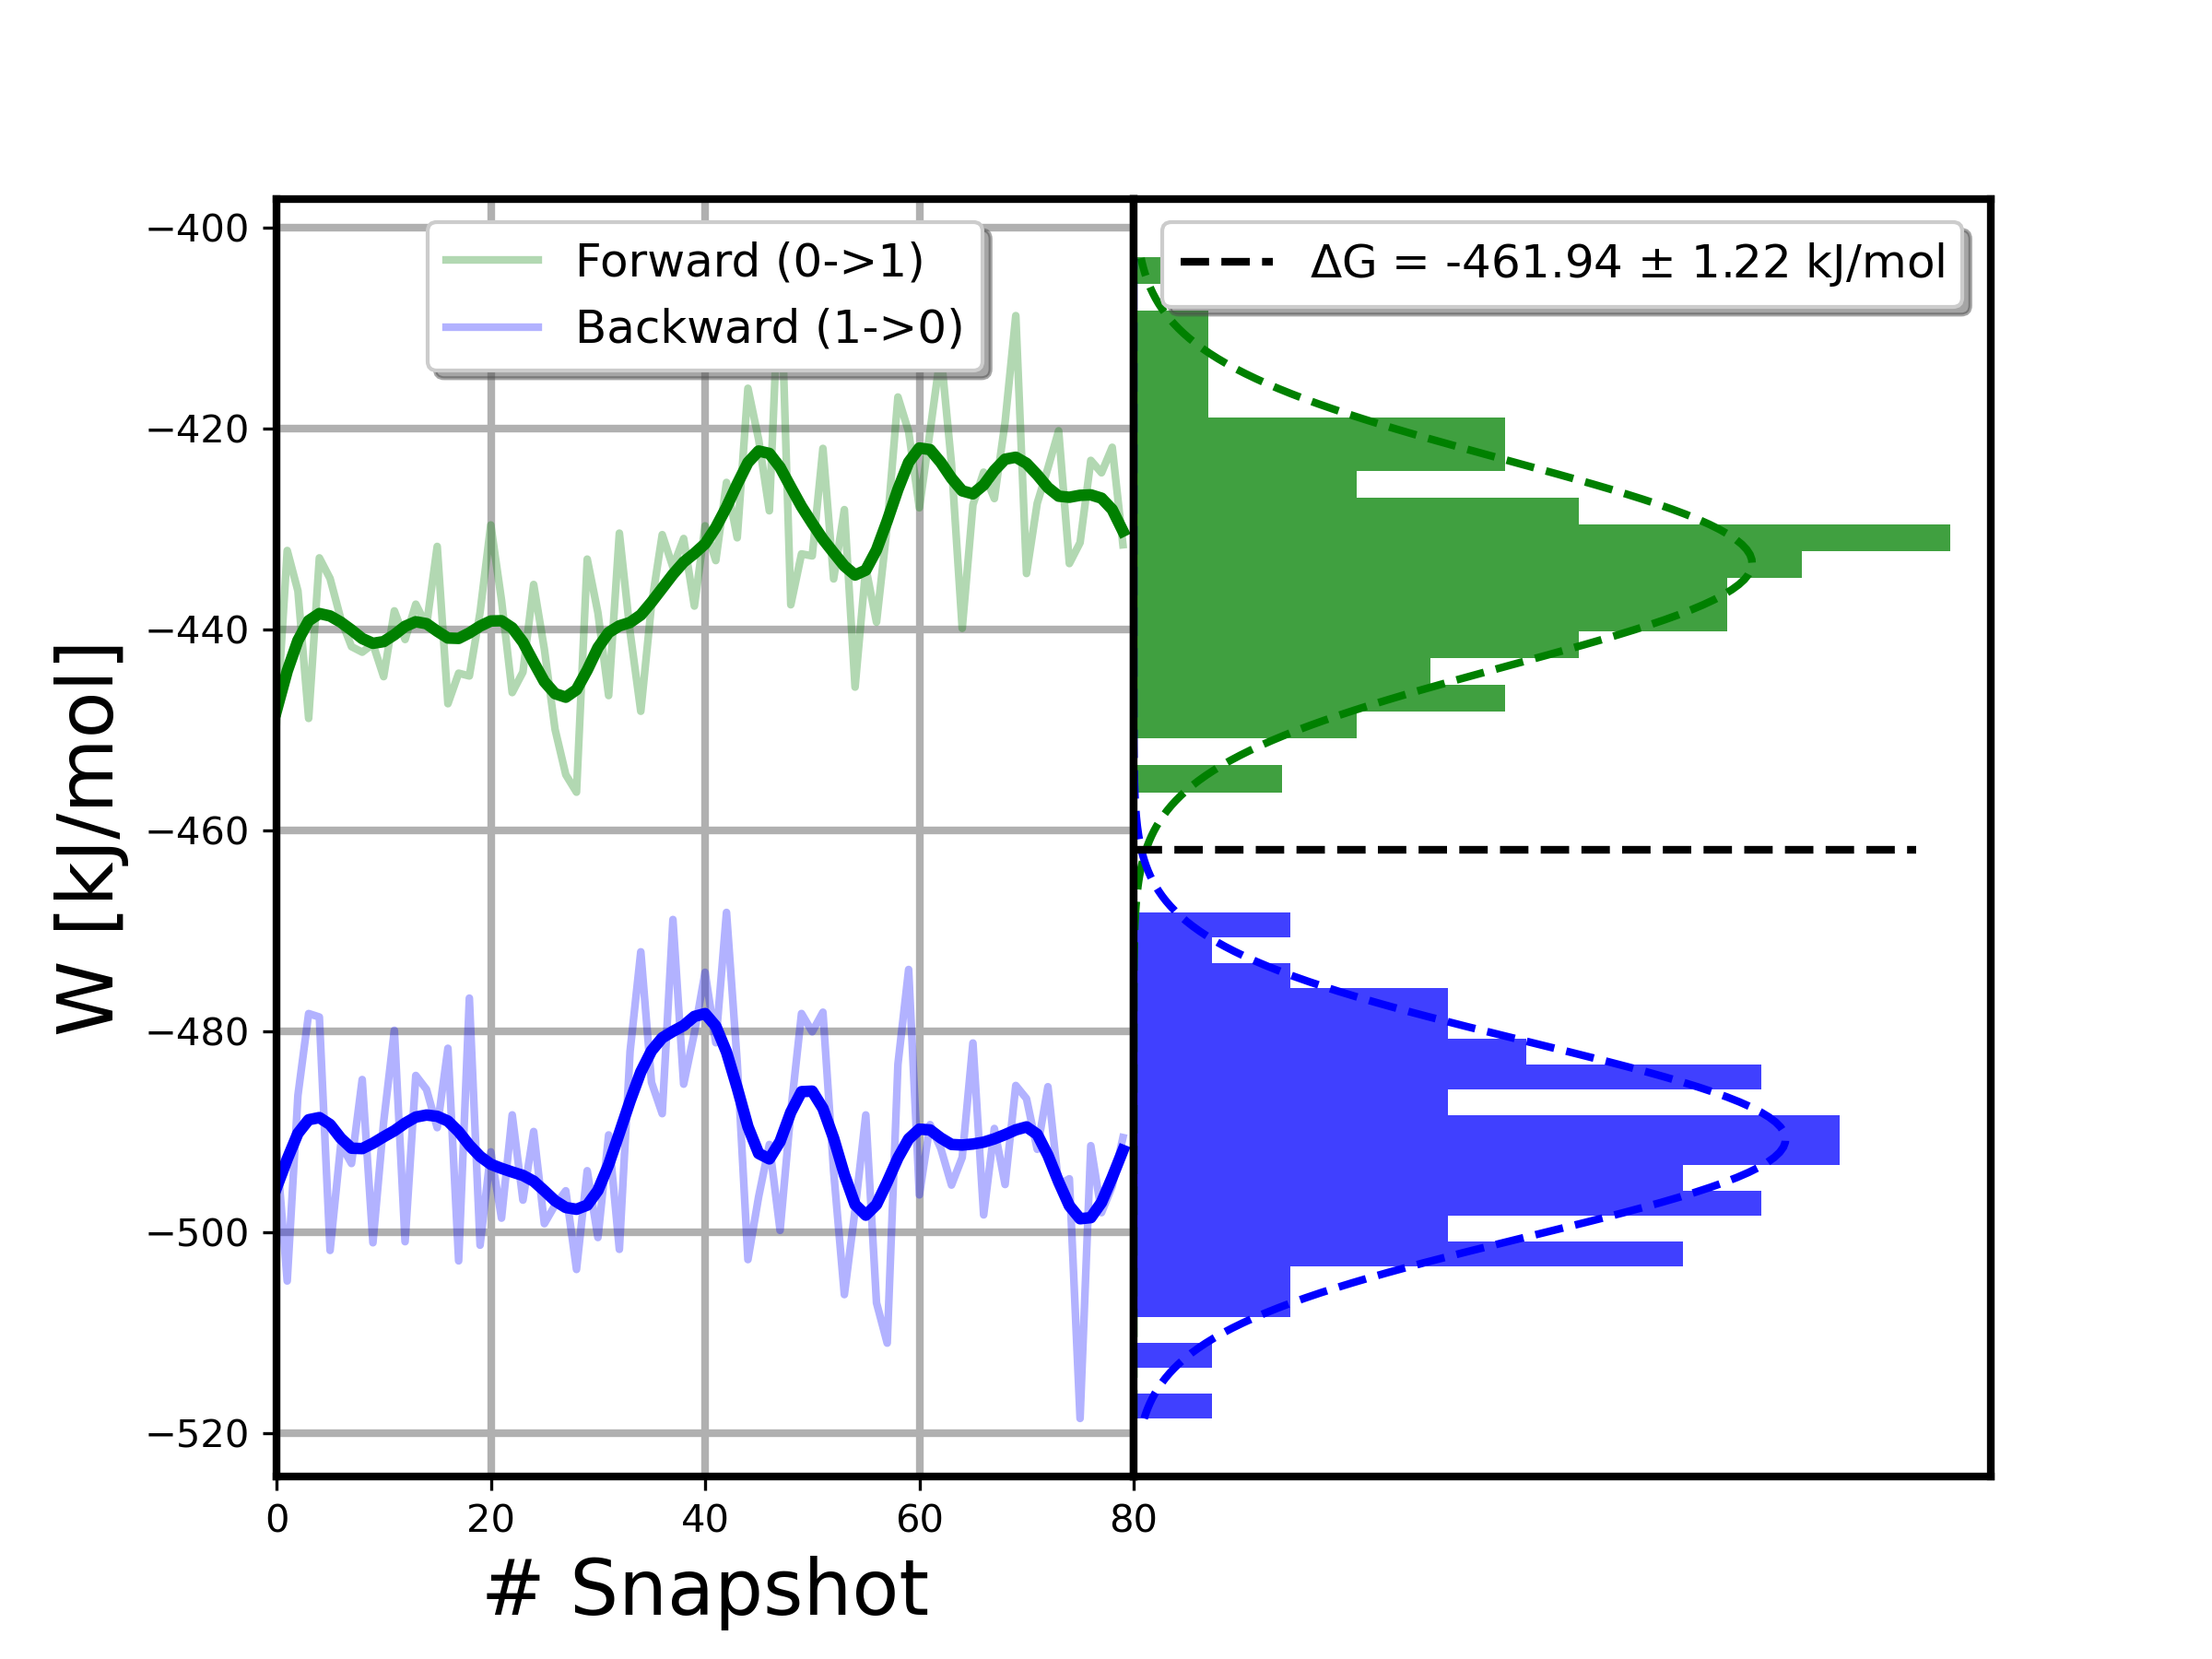 W [kJ/mol]
−400
−420
−440
−460
−480
−500
−520
Forward (0->1)
Backward (1->0)
ΔG = -461.94 ± 1.22 kJ/mol
0 20 40 60 80
# Snapshot